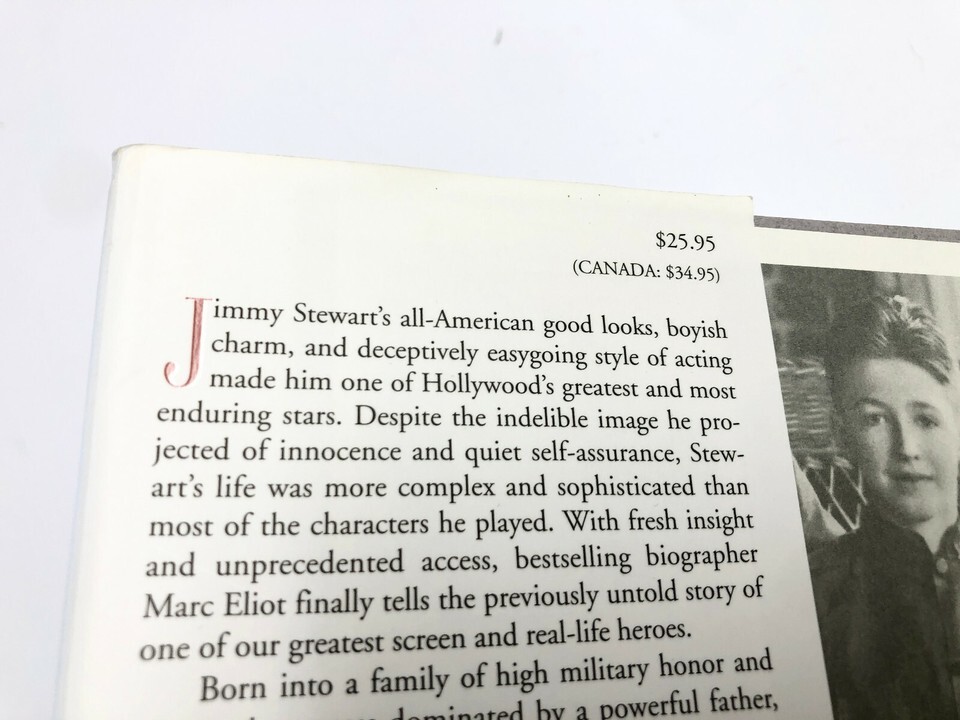 $25.95
(CANADA: $34.95)
Jimmy Stewart's all-American good looks, boyish
charm, and deceptively easygoing style of acting
made him one of Hollywood's greatest and most
enduring stars. Despite the indelible image he pro-
jected of innocence and quiet self-assurance, Stew-
art's life was more complex and sophisticated than
most of the characters he played. With fresh insight
and unprecedented access, bestselling biographer
Marc Eliot finally tells the previously untold story of
one of our greatest screen and real-life heroes.
Born into a family of high military honor and
dominated by a powerful father,